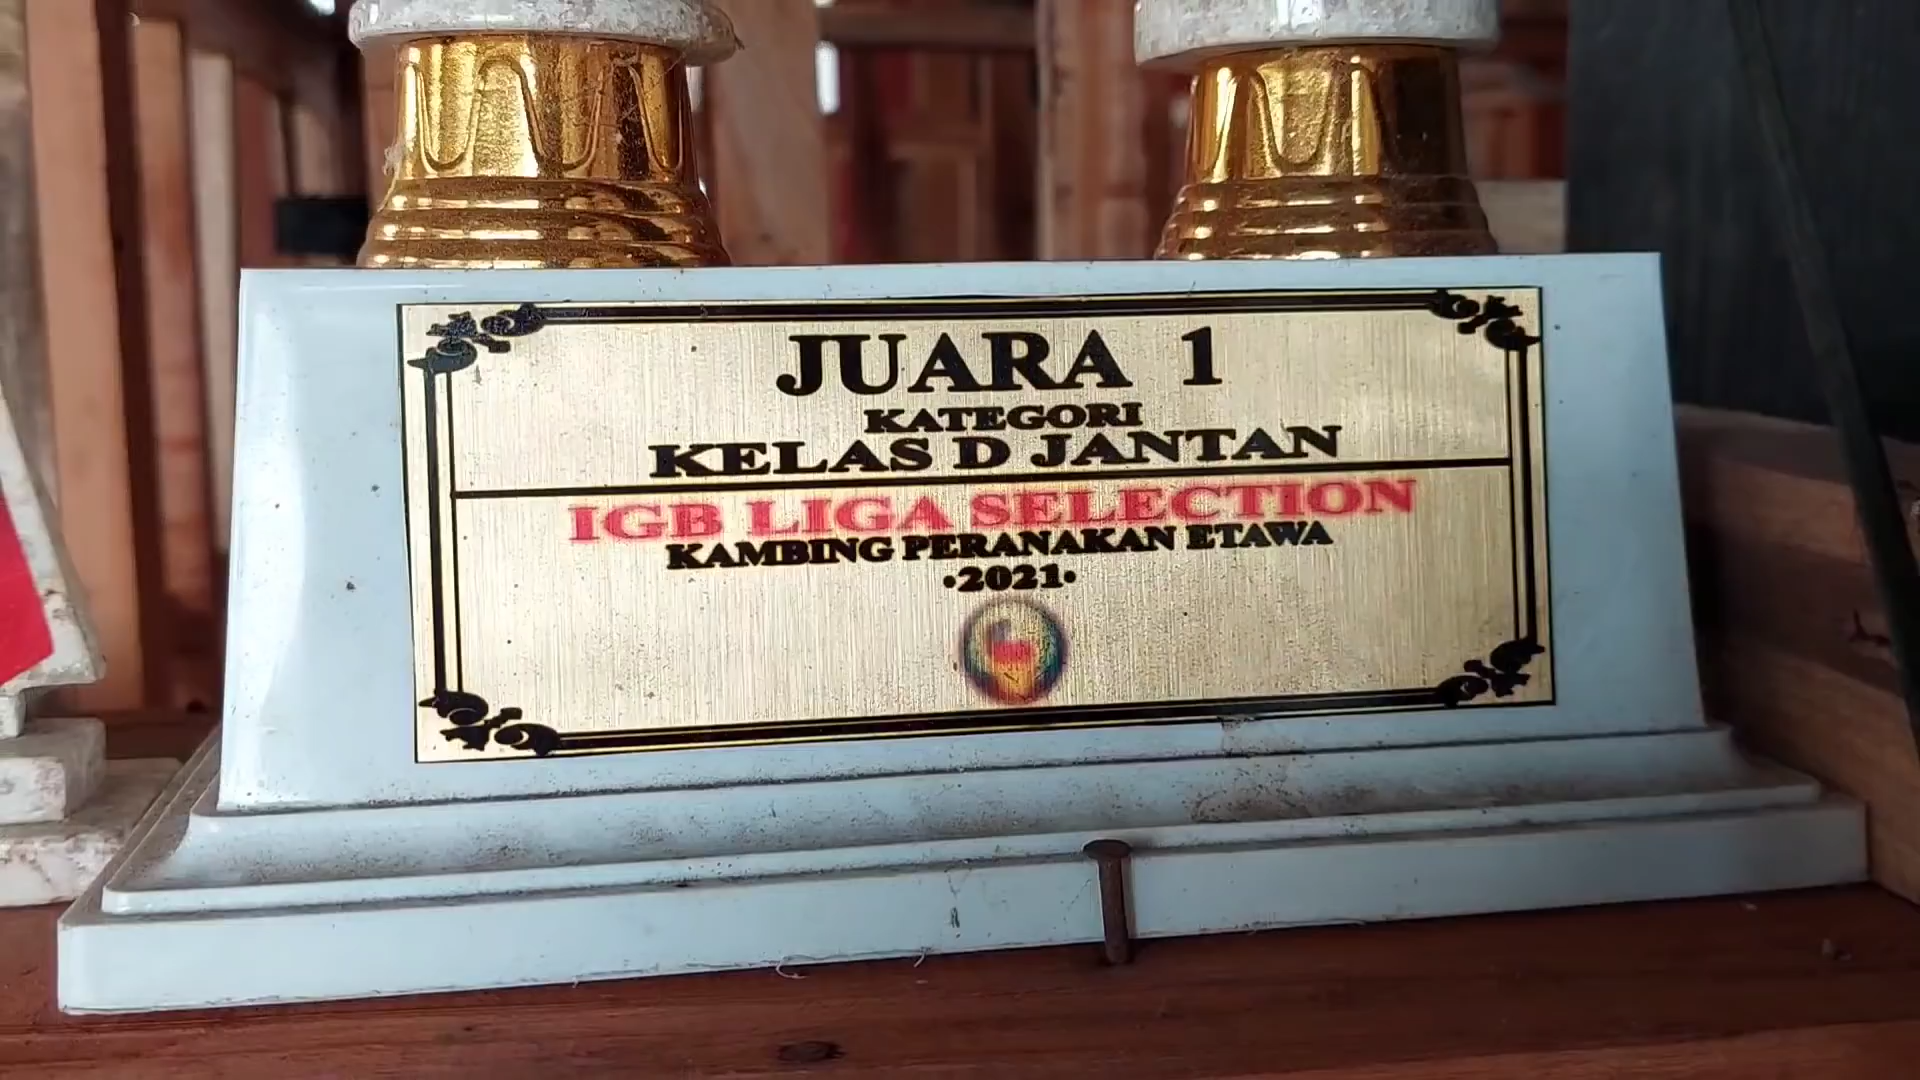 JUARA 1
KATEGORI
KELAS D JANTAN
IGB LIGA SELECTION
KAMBING PERANAKAN ETAWA
•2021•